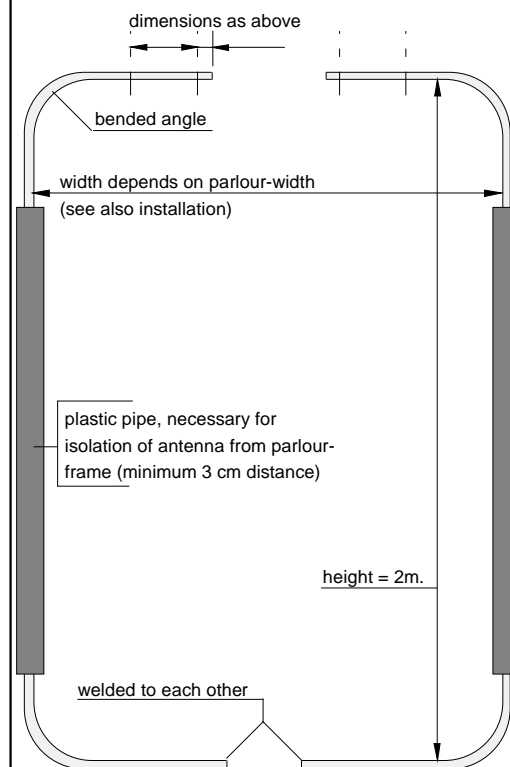 dimensions as above
bended angle
width depends on parlour-width
(see also installation)
plastic pipe, necessary for
isolation of antenna from parlour-
frame (minimum 3 cm distance)
height = 2m.
welded to each other